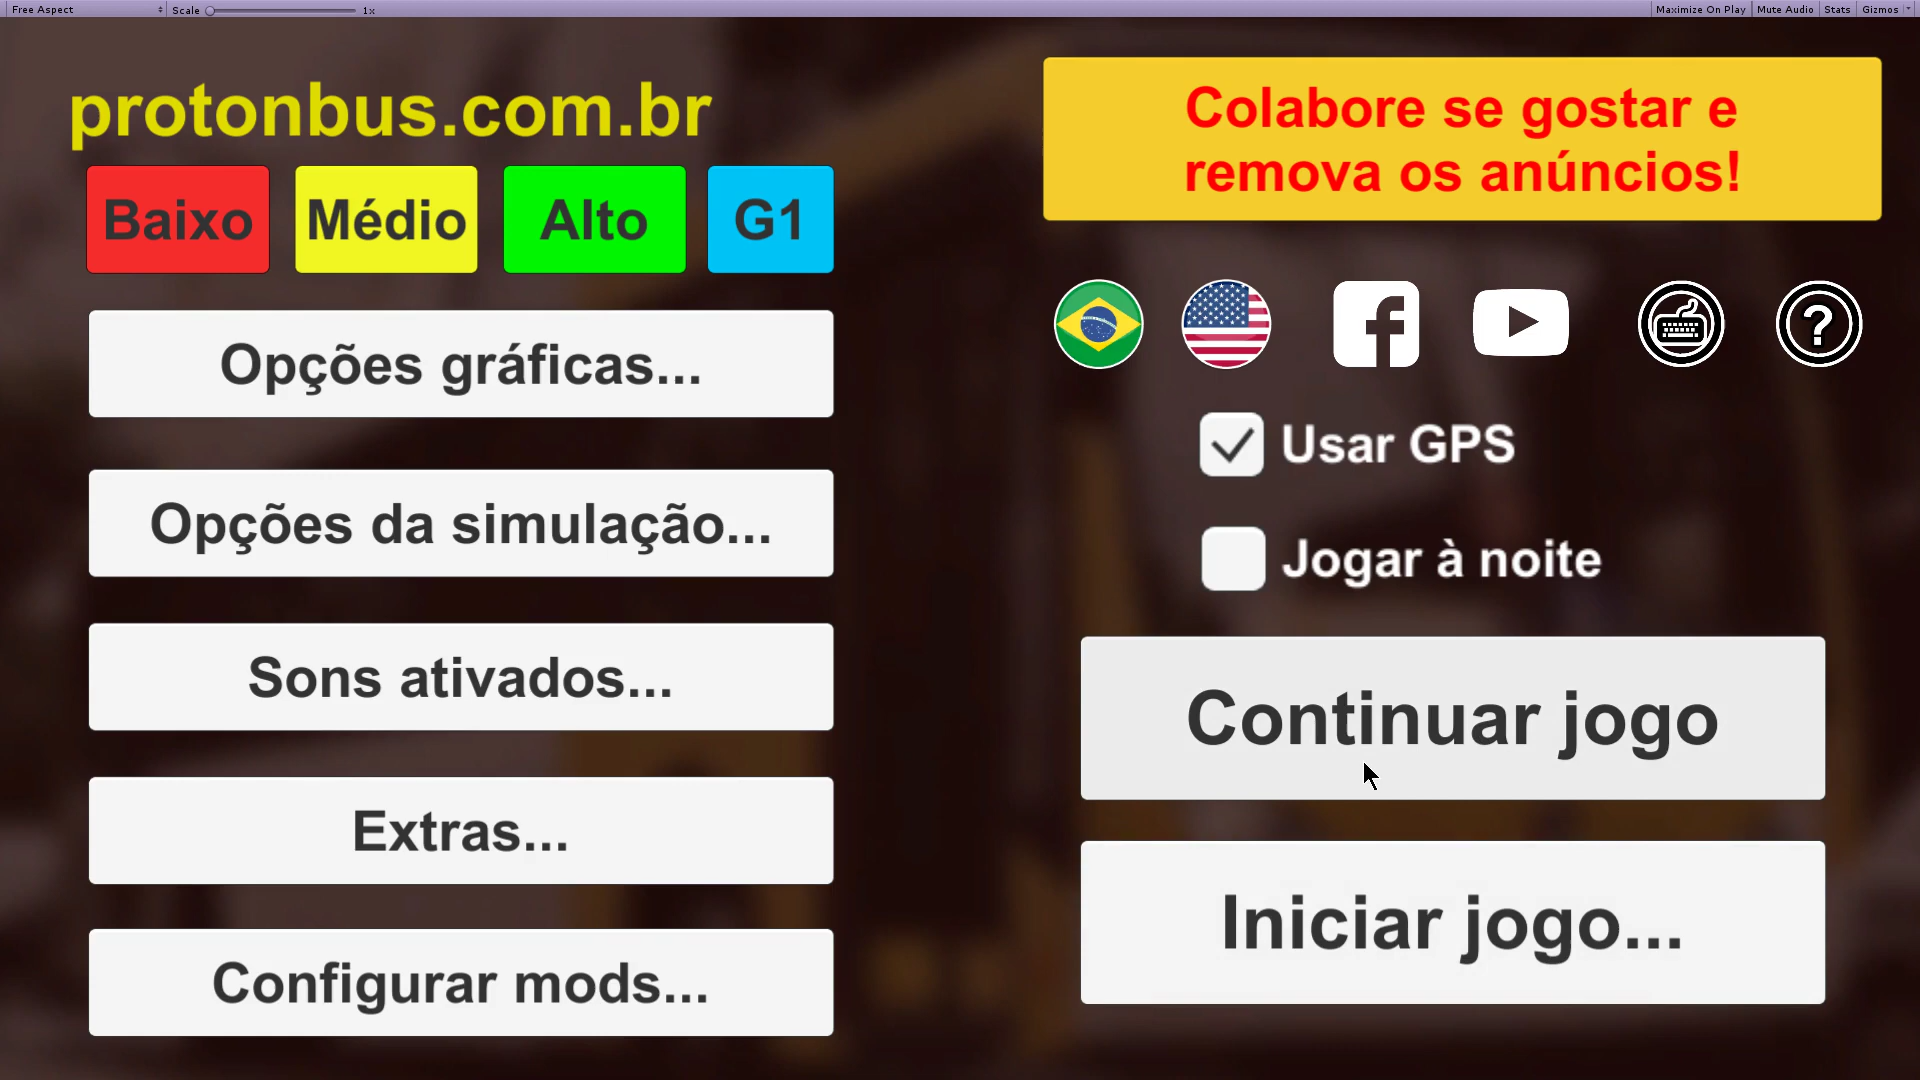 Free Aspect
Scale 1x
Maximize On Play Mute Audio Stats Gizmos
protonbus.com.br
Baixo Médio Alto G1
Opções gráficas...
Opções da simulação...
Sons ativados...
Extras...
Configurar mods...
Colabore se gostar e
remova os anúncios!
?
Usar GPS
Jogar à noite
Continuar jogo
Iniciar jogo...